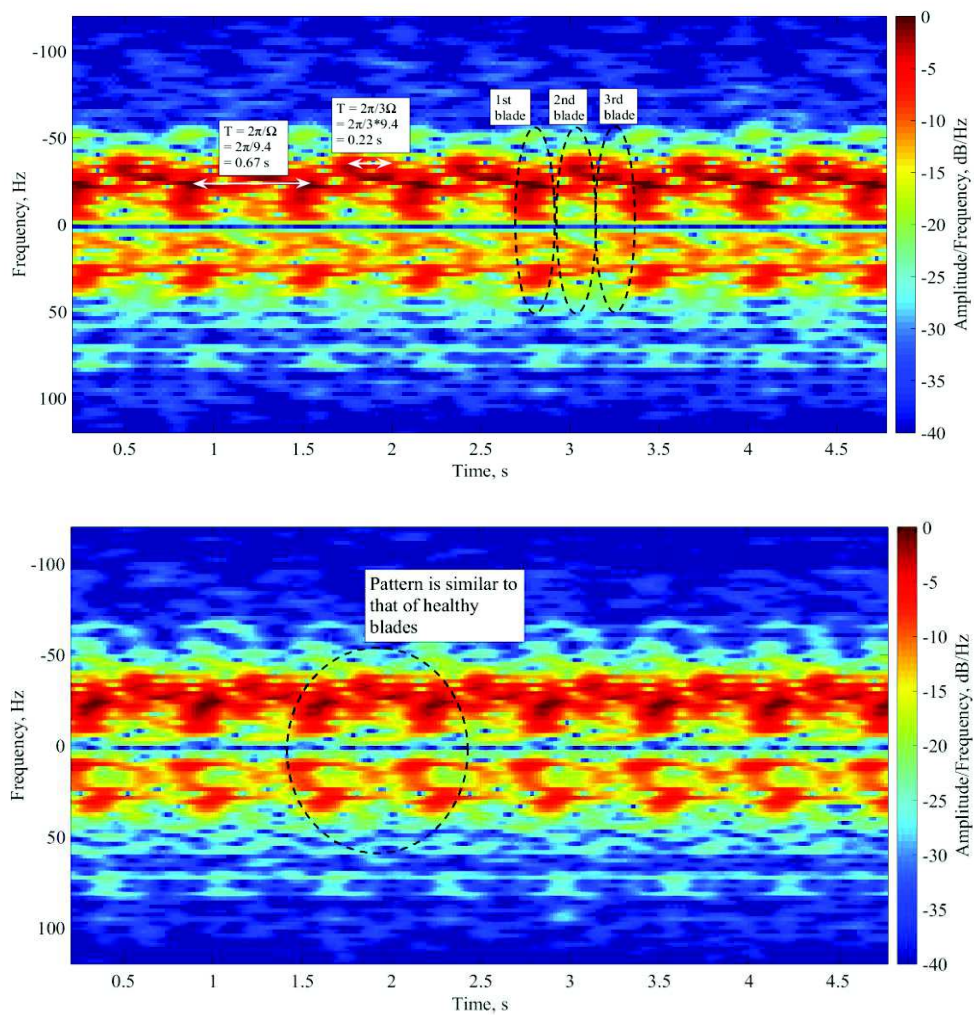 -100
-50
0
50
100
Frequency, Hz
T = 2π/Ω
= 2π/9.4
= 0.67 s
T = 2π/3Ω
= 2π/3*9.4
= 0.22 s
1st
blade
2nd
blade
3rd
blade
0.5 1 1.5 2 2.5 3 3.5 4 4.5
Time, s
0
-5
-10
-15
-20
-25
-30
-35
-40
Amplitude/Frequency, dB/Hz
-100
-50
0
50
100
Frequency, Hz
Pattern is similar to
that of healthy
blades
0.5 1 1.5 2 2.5 3 3.5 4 4.5
Time, s
0
-5
-10
-15
-20
-25
-30
-35
-40
Amplitude/Frequency, dB/Hz